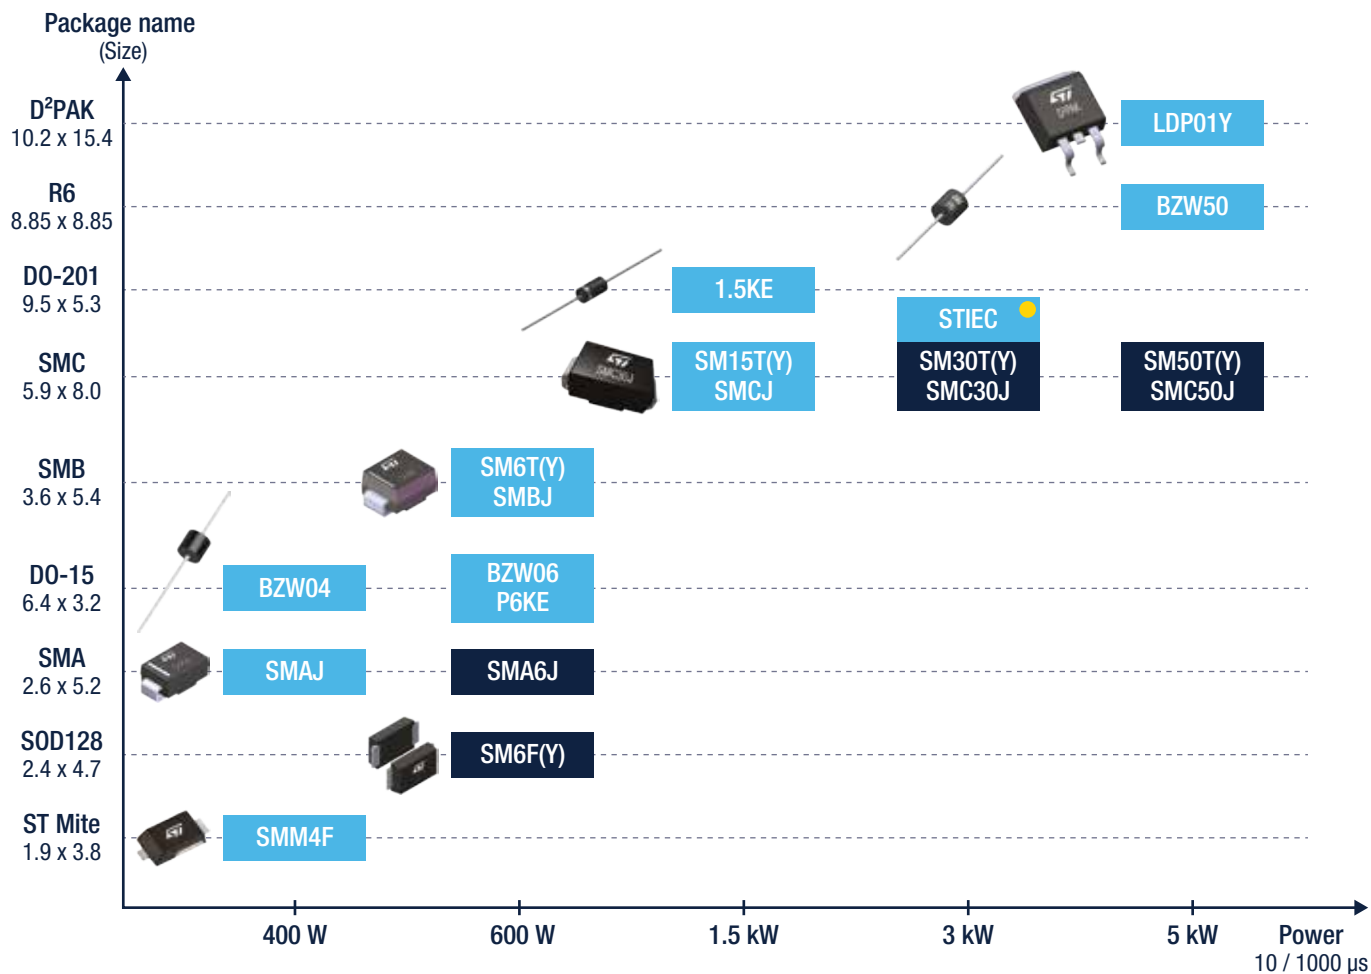 Package name
(Size)
D²PAK
10.2 x 15.4
D²PAK
LDP01Y
R6
8.85 x 8.85
BZW50
DO-201
9.5 x 5.3
1.5KE
STIEC
SMC
5.9 x 8.0
SMC30J
SM15T(Y)
SMCJ
SM30T(Y)
SMC30J
SM50T(Y)
SMC50J
SMB
3.6 x 5.4
SM6T(Y)
SMBJ
DO-15
6.4 x 3.2
BZW04
BZW06
P6KE
SMA
2.6 x 5.2
SMAJ
SMA6J
SOD128
2.4 x 4.7
SM6F(Y)
ST Mite
1.9 x 3.8
SMM4F
400 W
600 W
1.5 kW
3 kW
5 kW
Power
10 / 1000 µs